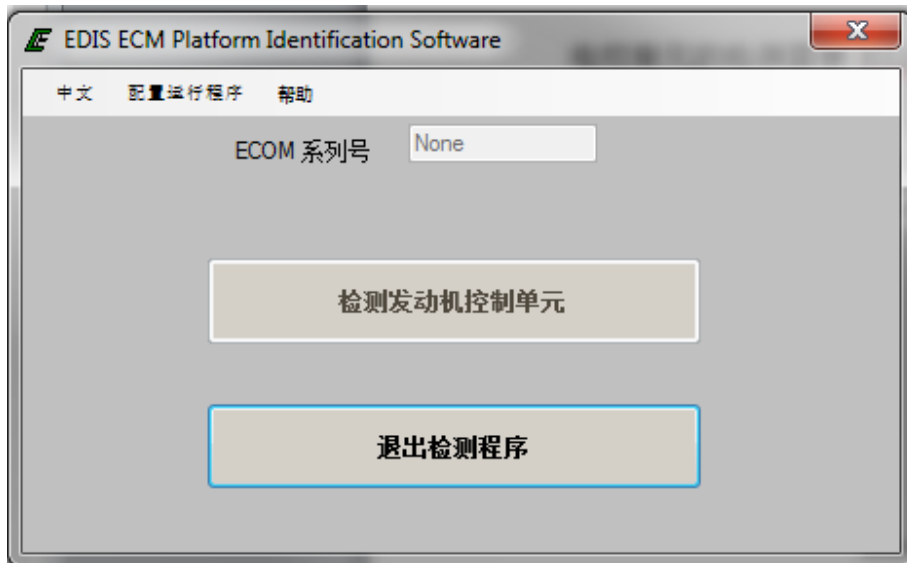 EDIS ECM Platform Identification Software
中文 配置运行程序 帮助
ECOM 系列号 None
检测发动机控制单元
退出检测程序